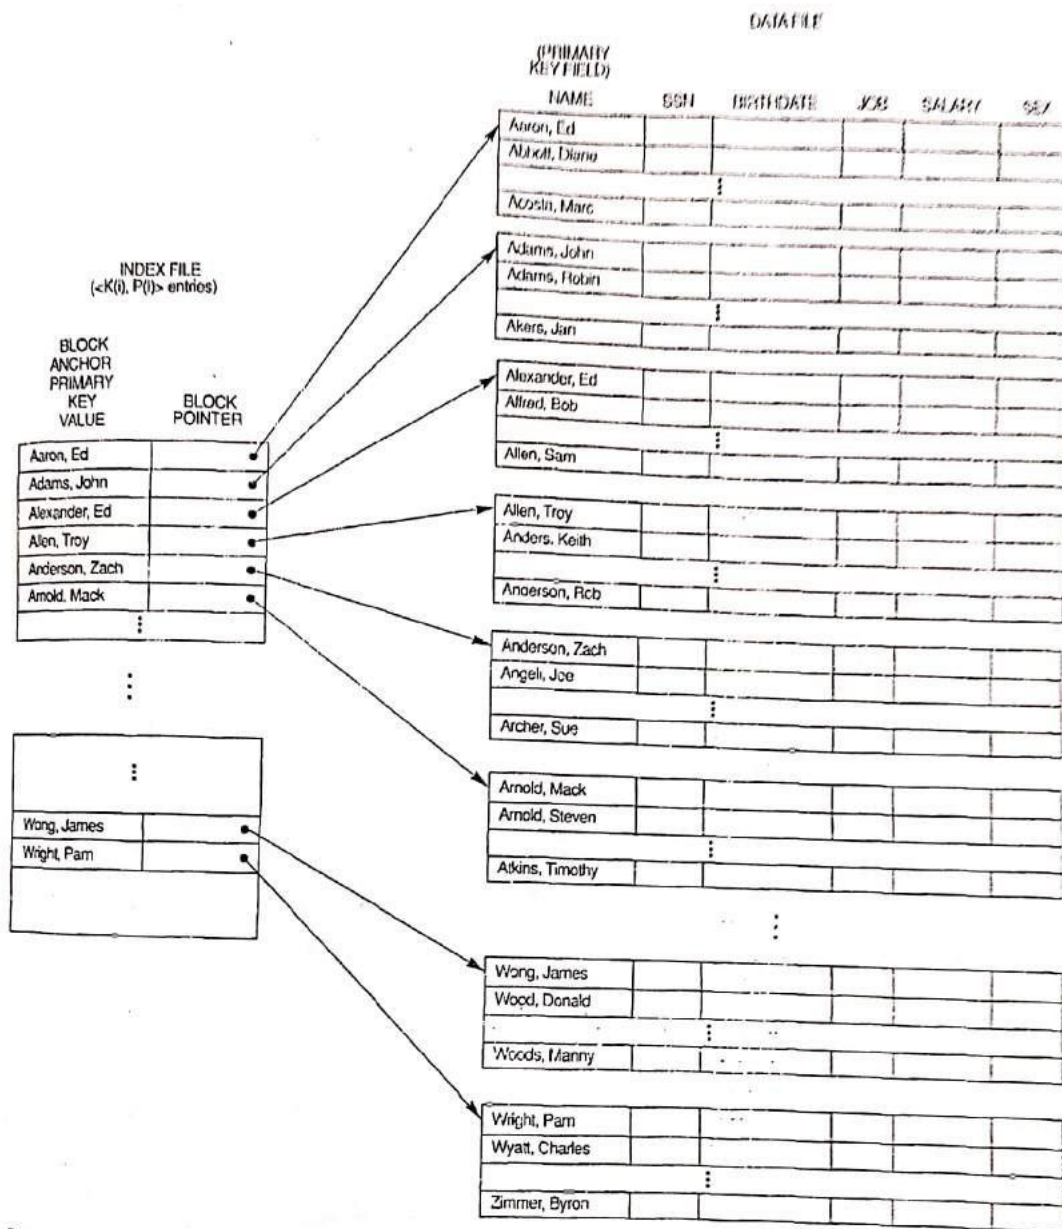 DATA FILE
(PRIMARY
KEY FIELD)
NAME SSN BIRTHDATE JOB SALARY SEX
Aaron, Ed
Abbott, Diane
Acosta, Marc
Adams, John
Adams, Robin
Akers, Jan
Alexander, Ed
Alfred, Bob
Allen, Sam
Allen, Troy
Anders, Keith
Anderson, Rob
Anderson, Zach
Angeli, Joe
Archer, Sue
Arnold, Mack
Arnold, Steven
Atkins, Timothy
Wong, James
Wood, Donald
Woods, Manny
Wright, Pam
Wyatt, Charles
Zimmer, Byron
INDEX FILE
(<K(i), P(i)> entries)
BLOCK
ANCHOR
PRIMARY
KEY
VALUE
BLOCK
POINTER
Aaron, Ed
Adams, John
Alexander, Ed
Allen, Troy
Anderson, Zach
Arnold, Mack
Wong, James
Wright, Pam